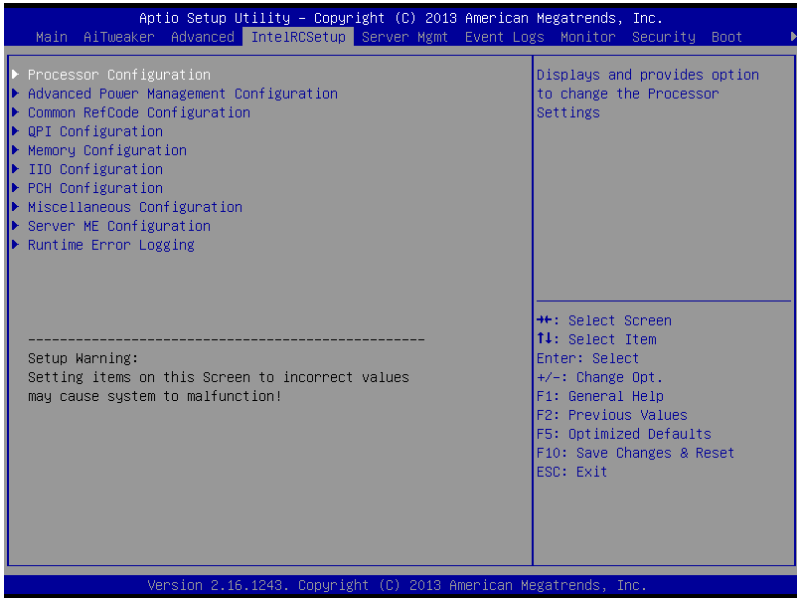 Aptio Setup Utility – Copyright (C) 2013 American Megatrends, Inc.
Main AiTweaker Advanced IntelRCSetup Server Mgmt Event Logs Monitor Security Boot
Processor Configuration
Advanced Power Management Configuration
Common RefCode Configuration
QPI Configuration
Memory Configuration
IIO Configuration
PCH Configuration
Miscellaneous Configuration
Server ME Configuration
Runtime Error Logging
--------------------------------------------------
Setup Warning:
Setting items on this Screen to incorrect values
may cause system to malfunction!
Displays and provides option
to change the Processor
Settings
→←: Select Screen
↑↓: Select Item
Enter: Select
+/-: Change Opt.
F1: General Help
F2: Previous Values
F5: Optimized Defaults
F10: Save Changes & Reset
ESC: Exit
Version 2.16.1243. Copyright (C) 2013 American Megatrends, Inc.